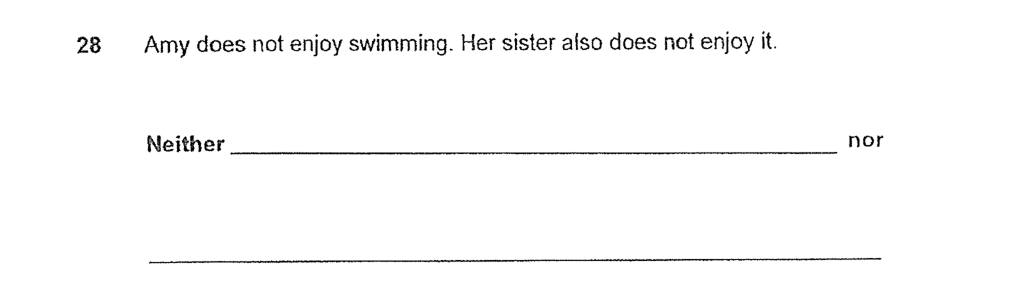 28 Amy does not enjoy swimming. Her sister also does not enjoy it.
Neither nor